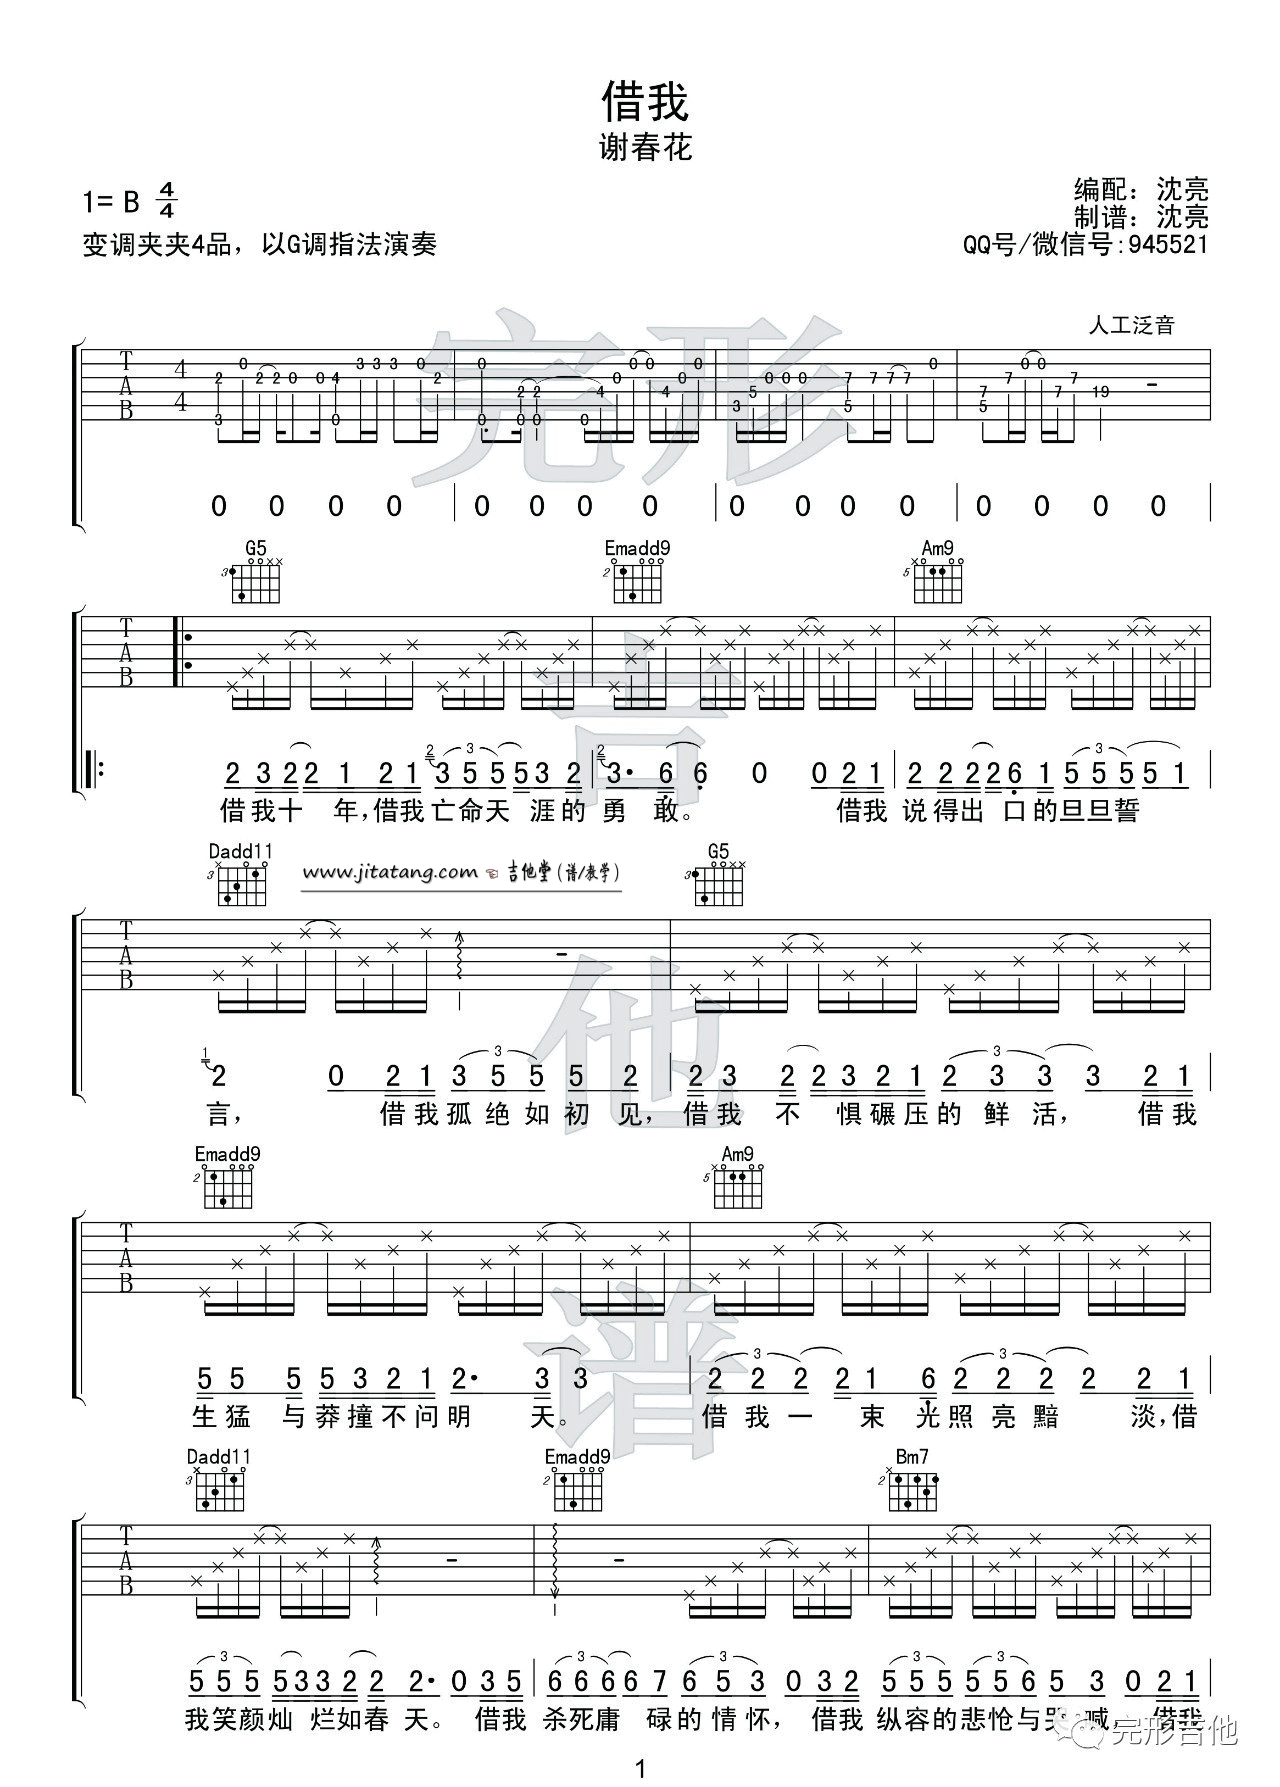 借我
谢春花
1= B 4/4
编配：沈亮
制谱：沈亮
变调夹夹4品，以G调指法演奏
QQ号/微信号:945521
人工泛音
0 0 0 0 0 0 0 0 0 0 0 0 0 0 0 0
G5 Emadd9 Am9
2 3 2 2 1 2 1 3 5 5 5 3 2 3· 6 6 0 0 2 1 2 2 2 2 6 1 5 5 5 5 1
借我十年,借我亡命天涯的勇敢。 借我说得出口的旦旦誓
Dadd11 www.jitatang.com 吉他堂(谱/教学) G5
2 0 2 1 3 5 5 5 2 2 3 2 2 3 2 1 2 3 3 3 2 1
言, 借我孤绝如初见,借我不惧碾压的鲜活, 借我
Emadd9 Am9
5 5 5 5 3 2 1 2· 3 3 2 2 2 2 1 6 2 2 2 2 2 1
生猛与莽撞不问明天。 借我一束光照亮黯淡,借
Dadd11 Emadd9 Bm7
5 5 5 5 3 3 2 2 2· 0 3 5 6 6 6 6 7 6 5 3 0 3 2 5 5 5 5 5 6 5 3 0 2 1
我笑颜灿烂如春天。借我杀死庸碌的情怀,借我纵容的悲怆与哭喊,借我
完形吉他谱
完形吉他
1